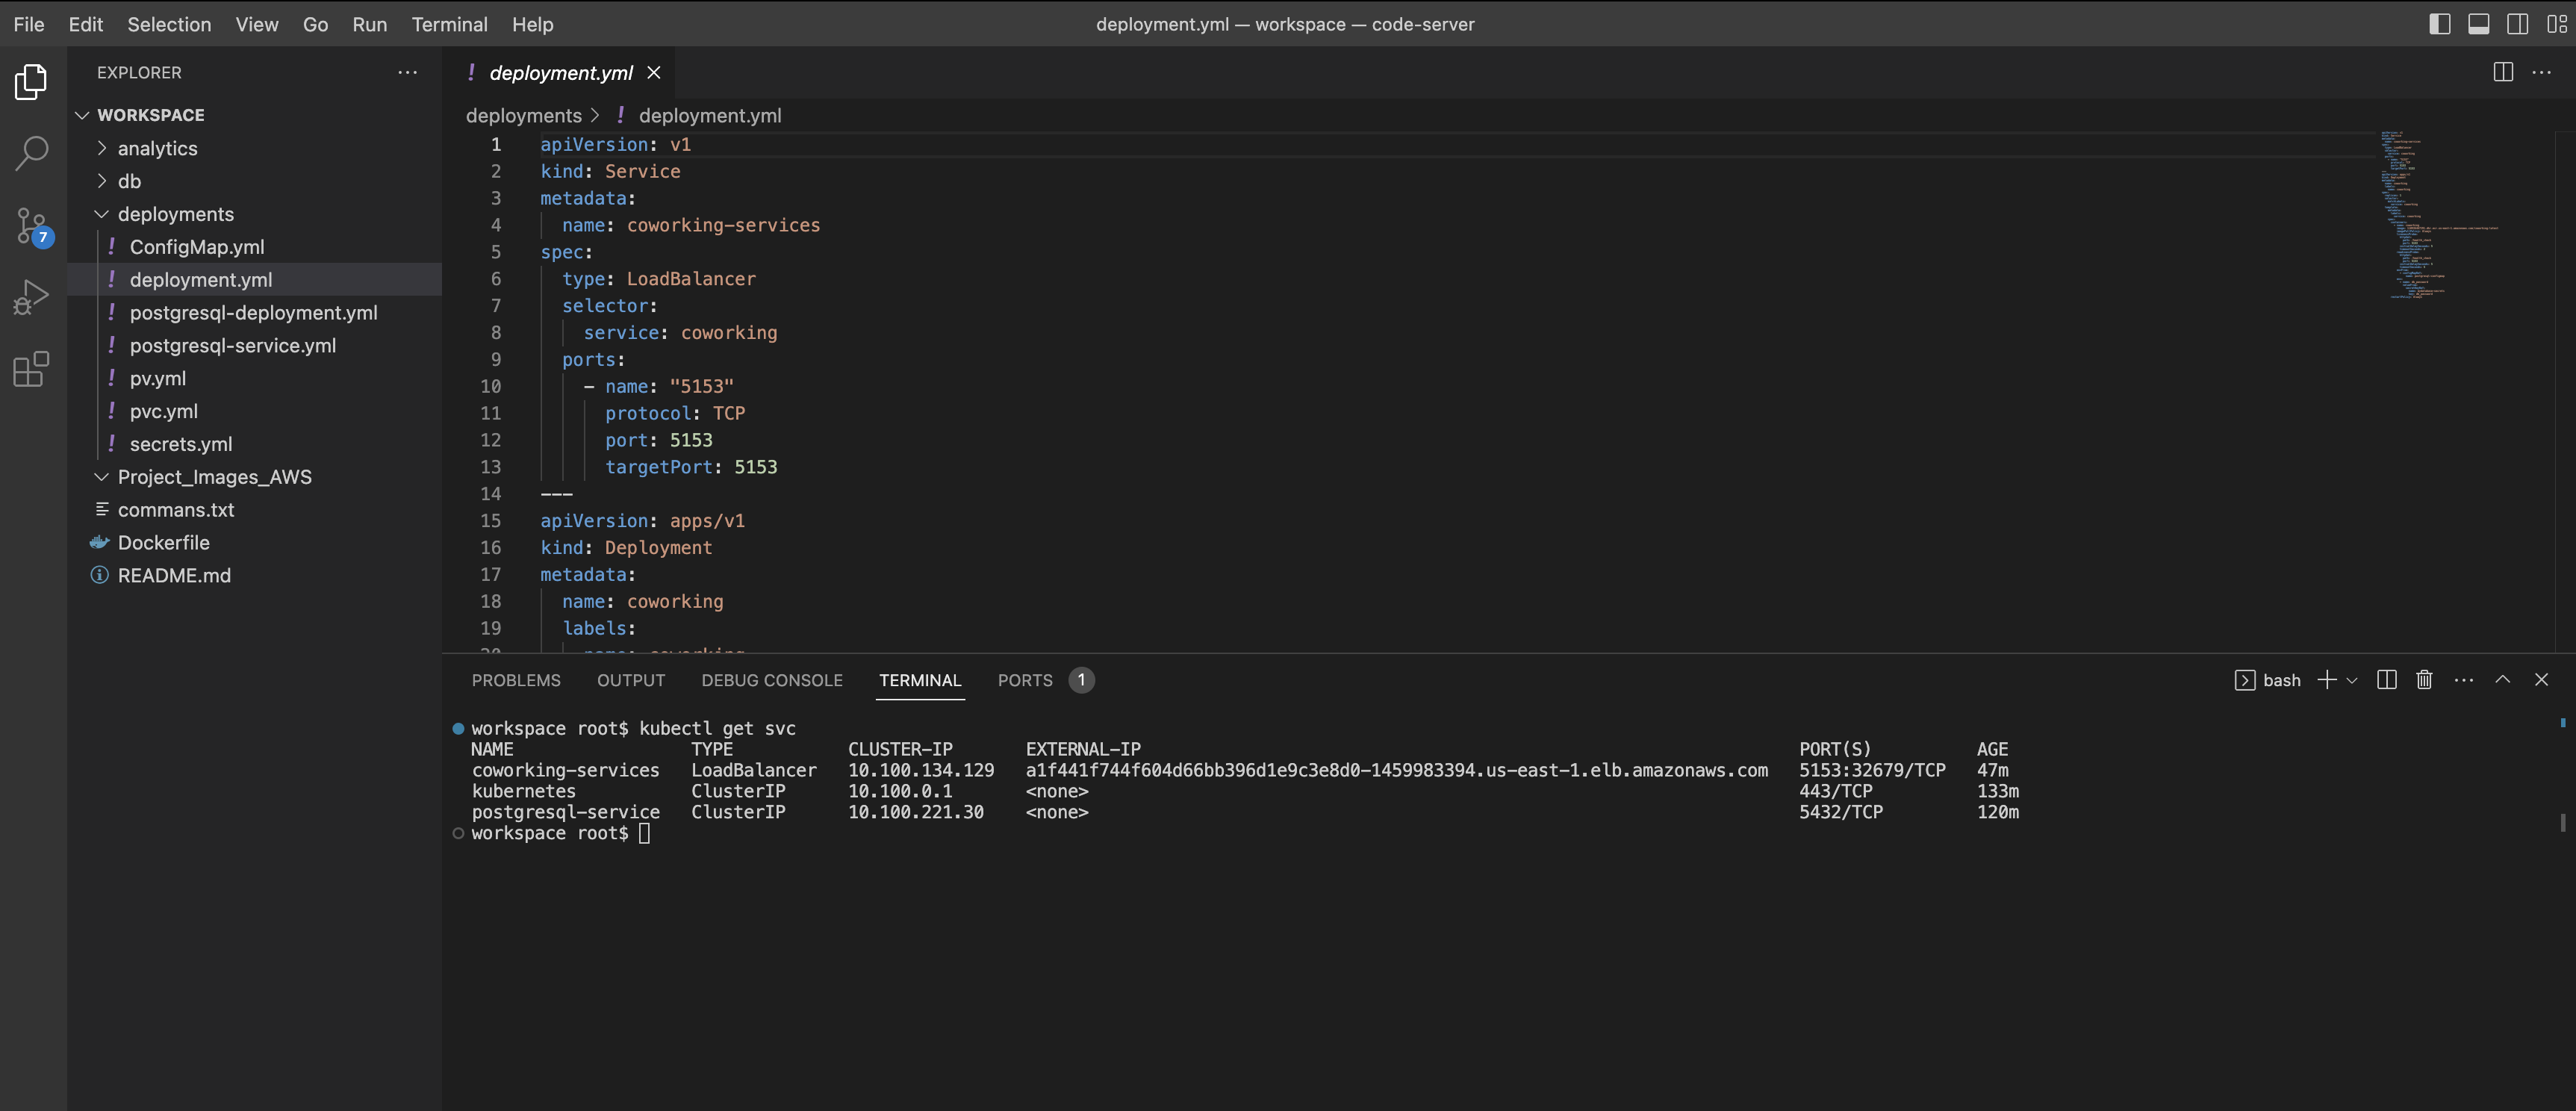 File Edit Selection View Go Run Terminal Help
deployment.yml — workspace — code-server
EXPLORER
WORKSPACE
analytics
db
deployments
! ConfigMap.yml
! deployment.yml
! postgresql-deployment.yml
! postgresql-service.yml
! pv.yml
! pvc.yml
! secrets.yml
Project_Images_AWS
commans.txt
Dockerfile
README.md
7
! deployment.yml
deployments > ! deployment.yml
1 apiVersion: v1
2 kind: Service
3 metadata:
4   name: coworking-services
5 spec:
6   type: LoadBalancer
7   selector:
8     service: coworking
9   ports:
10     - name: "5153"
11       protocol: TCP
12       port: 5153
13       targetPort: 5153
14 ---
15 apiVersion: apps/v1
16 kind: Deployment
17 metadata:
18   name: coworking
19   labels:
PROBLEMS OUTPUT DEBUG CONSOLE TERMINAL PORTS 1
bash
workspace root$ kubectl get svc
NAME TYPE CLUSTER-IP EXTERNAL-IP PORT(S) AGE
coworking-services LoadBalancer 10.100.134.129 a1f441f744f604d66bb396d1e9c3e8d0-1459983394.us-east-1.elb.amazonaws.com 5153:32679/TCP 47m
kubernetes ClusterIP 10.100.0.1 <none> 443/TCP 133m
postgresql-service ClusterIP 10.100.221.30 <none> 5432/TCP 120m
workspace root$